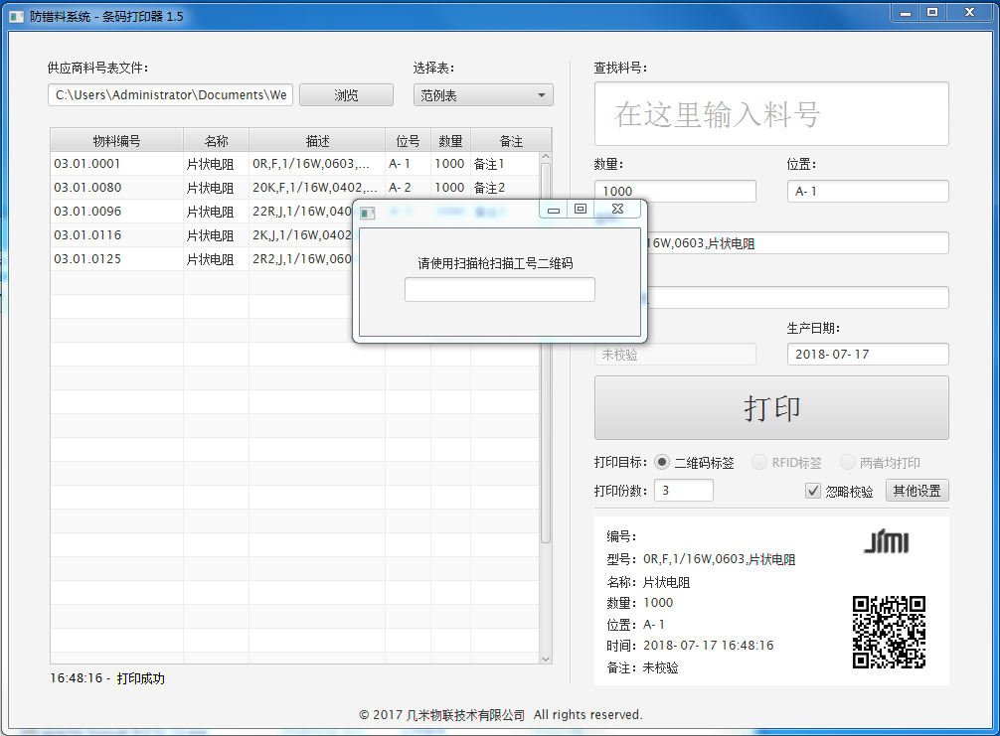 防错料系统 - 条码打印器 1.5
供应商料号表文件:
选择表:
C:\Users\Administrator\Documents\We
浏览
范例表
物料编号 名称 描述 位号 数量 备注
03.01.0001 片状电阻 0R,F,1/16W,0603,... A- 1 1000 备注1
03.01.0080 片状电阻 20K,F,1/16W,0402,... A- 2 1000 备注2
03.01.0096 片状电阻 22R,J,1/16W,040
03.01.0116 片状电阻 2K,J,1/16W,0402
03.01.0125 片状电阻 2R2,J,1/16W,060
16:48:16 - 打印成功
请使用扫描枪扫描工号二维码
查找料号:
在这里输入料号
数量:
位置:
1000
A- 1
16W,0603,片状电阻
生产日期:
未校验
2018- 07- 17
打印
打印目标: 二维码标签 RFID标签 两者均打印
打印份数: 3 忽略校验 其他设置
编号:
JIMI
型号: 0R,F,1/16W,0603,片状电阻
名称: 片状电阻
数量: 1000
位置: A- 1
时间: 2018- 07- 17 16:48:16
备注: 未校验
© 2017 几米物联技术有限公司 All rights reserved.